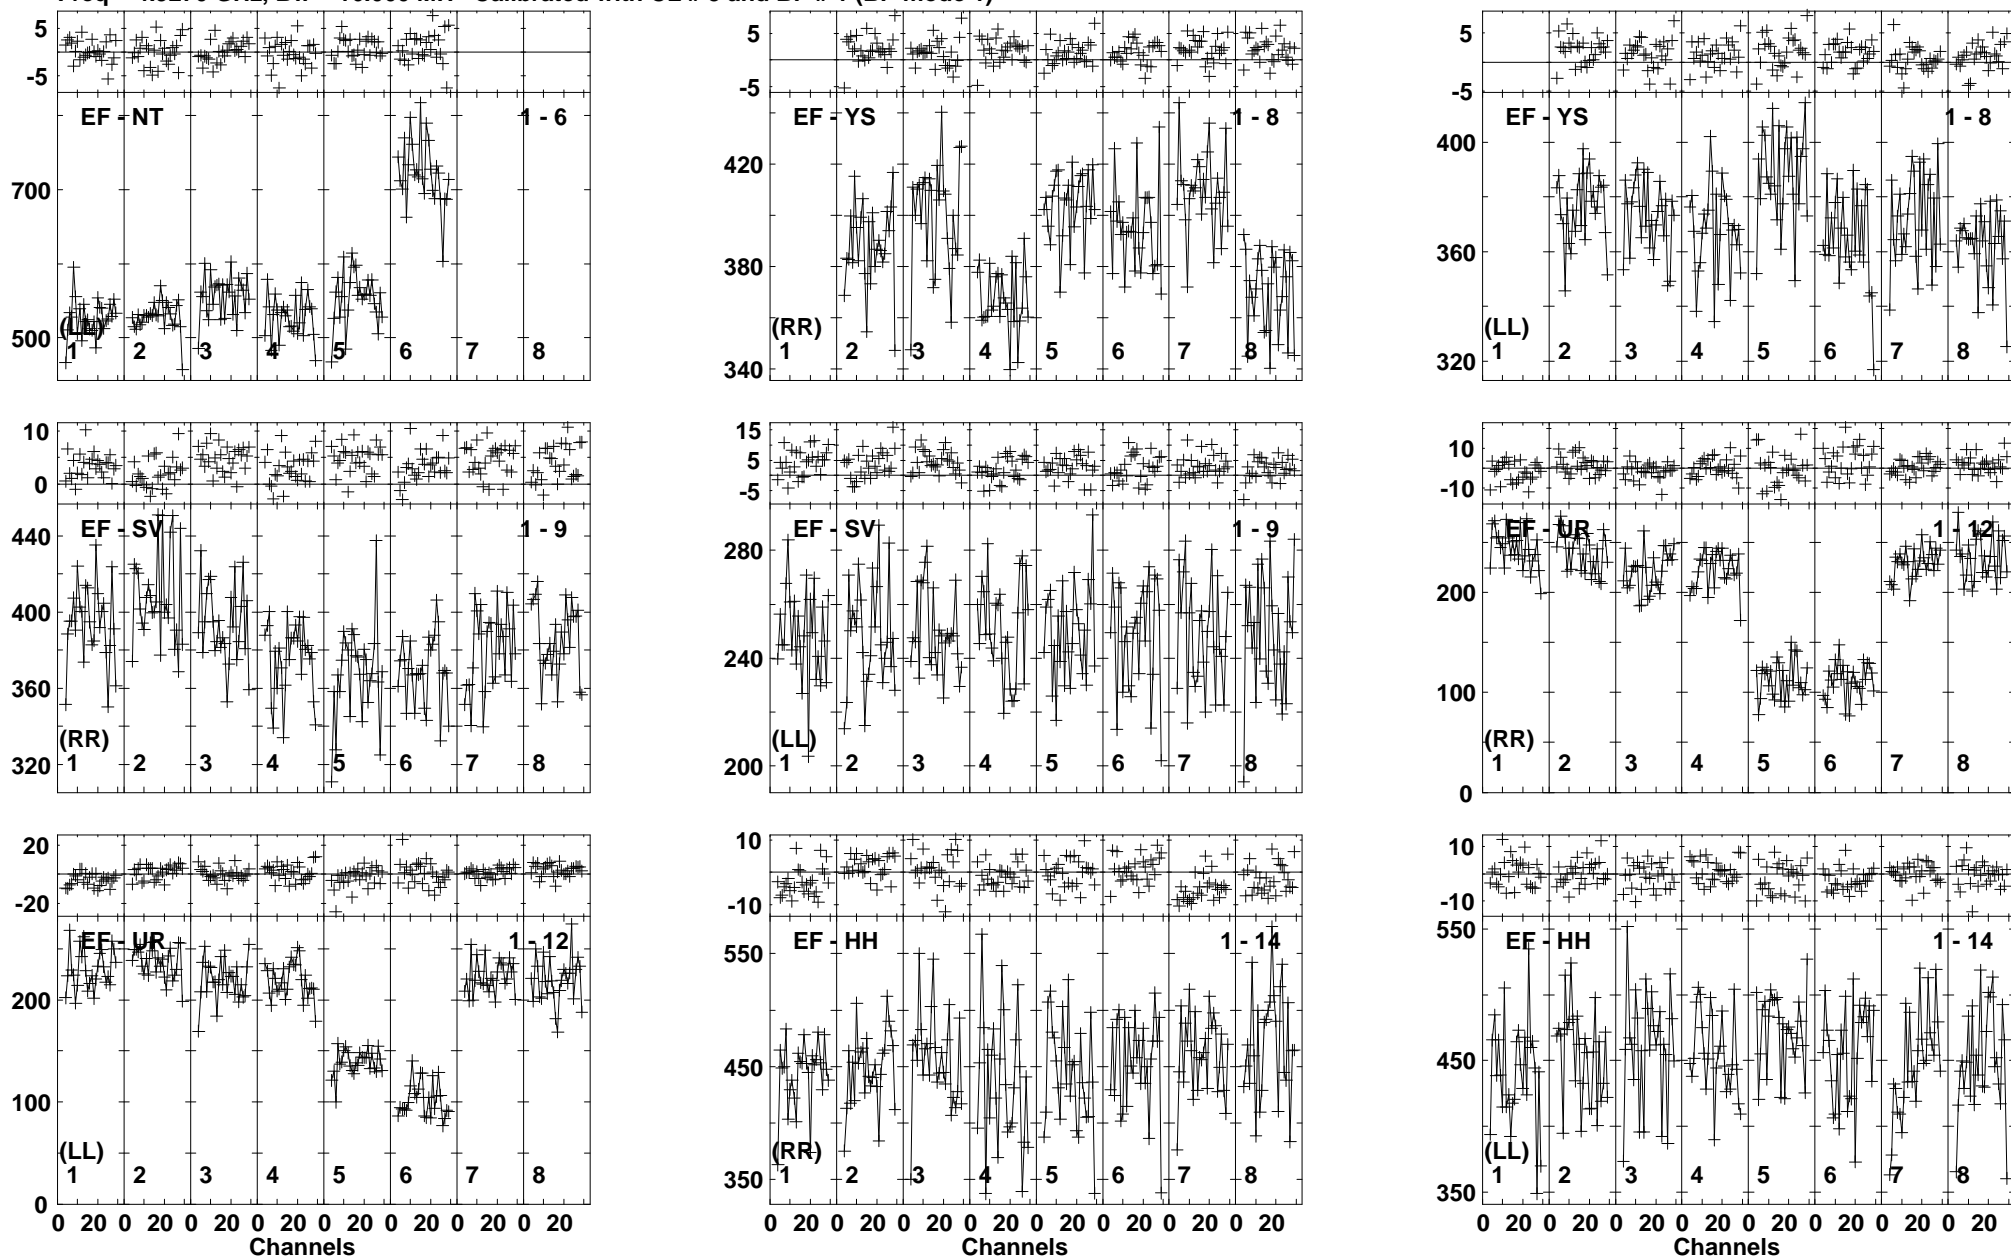 5
-5
EF - NT
1 - 6
700
500
(LL)
1 2 3 4 5 6 7 8
5
-5
EF - YS
1 - 8
420
380
340
(RR)
1 2 3 4 5 6 7 8
5
-5
EF - YS
1 - 8
400
360
320
(LL)
1 2 3 4 5 6 7 8
10
0
EF - SV
1 - 9
440
400
360
320
(RR)
1 2 3 4 5 6 7 8
15
5
-5
EF - SV
1 - 9
280
240
200
(LL)
1 2 3 4 5 6 7 8
10
-10
EF - UR
1 - 12
200
100
0
(RR)
1 2 3 4 5 6 7 8
20
-20
EF - UR
1 - 12
200
100
0
(LL)
1 2 3 4 5 6 7 8
0 20 0 20 0 20 0 20 0 20 0 20 0 20 0 20
Channels
10
-10
EF - HH
1 - 14
550
450
350
(RR)
1 2 3 4 5 6 7 8
0 20 0 20 0 20 0 20 0 20 0 20 0 20 0 20
Channels
10
-10
EF - HH
1 - 14
550
450
350
(LL)
1 2 3 4 5 6 7 8
0 20 0 20 0 20 0 20 0 20 0 20 0 20 0 20
Channels